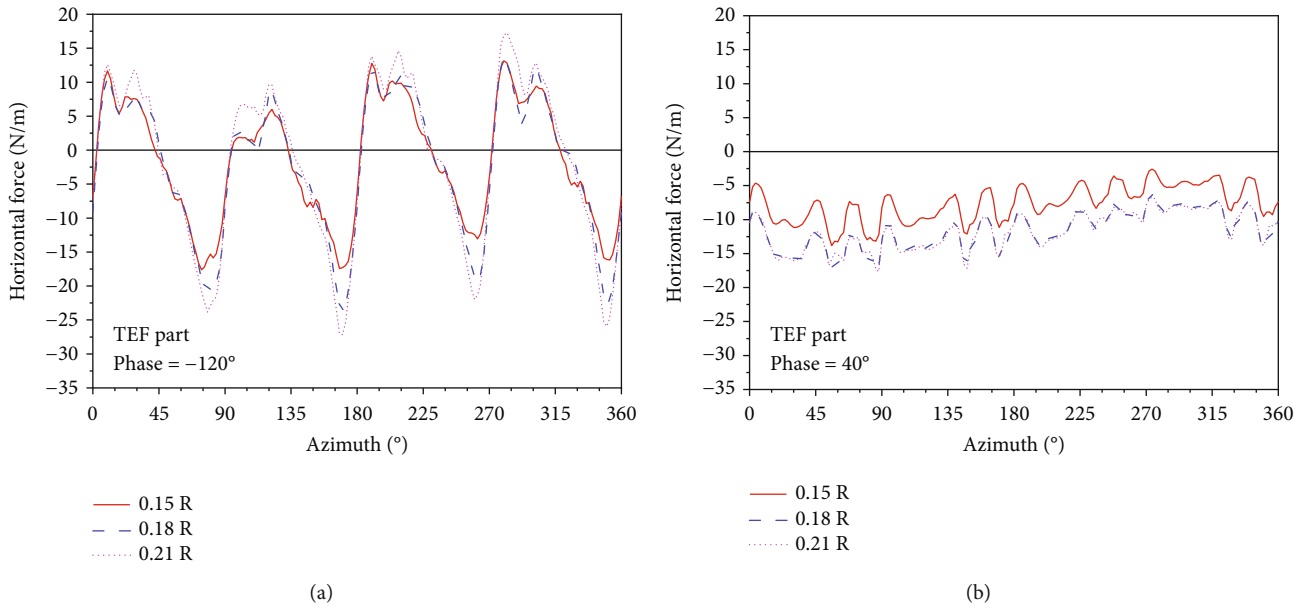 20
15
10
5
0
−5
−10
−15
−20
−25
−30
−35
Horizontal force (N/m)
TEF part
Phase = −120°
0 45 90 135 180 225 270 315 360
Azimuth (°)
0.15 R
0.18 R
0.21 R
(a)
20
15
10
5
0
−5
−10
−15
−20
−25
−30
−35
Horizontal force (N/m)
TEF part
Phase = 40°
0 45 90 135 180 225 270 315 360
Azimuth (°)
0.15 R
0.18 R
0.21 R
(b)